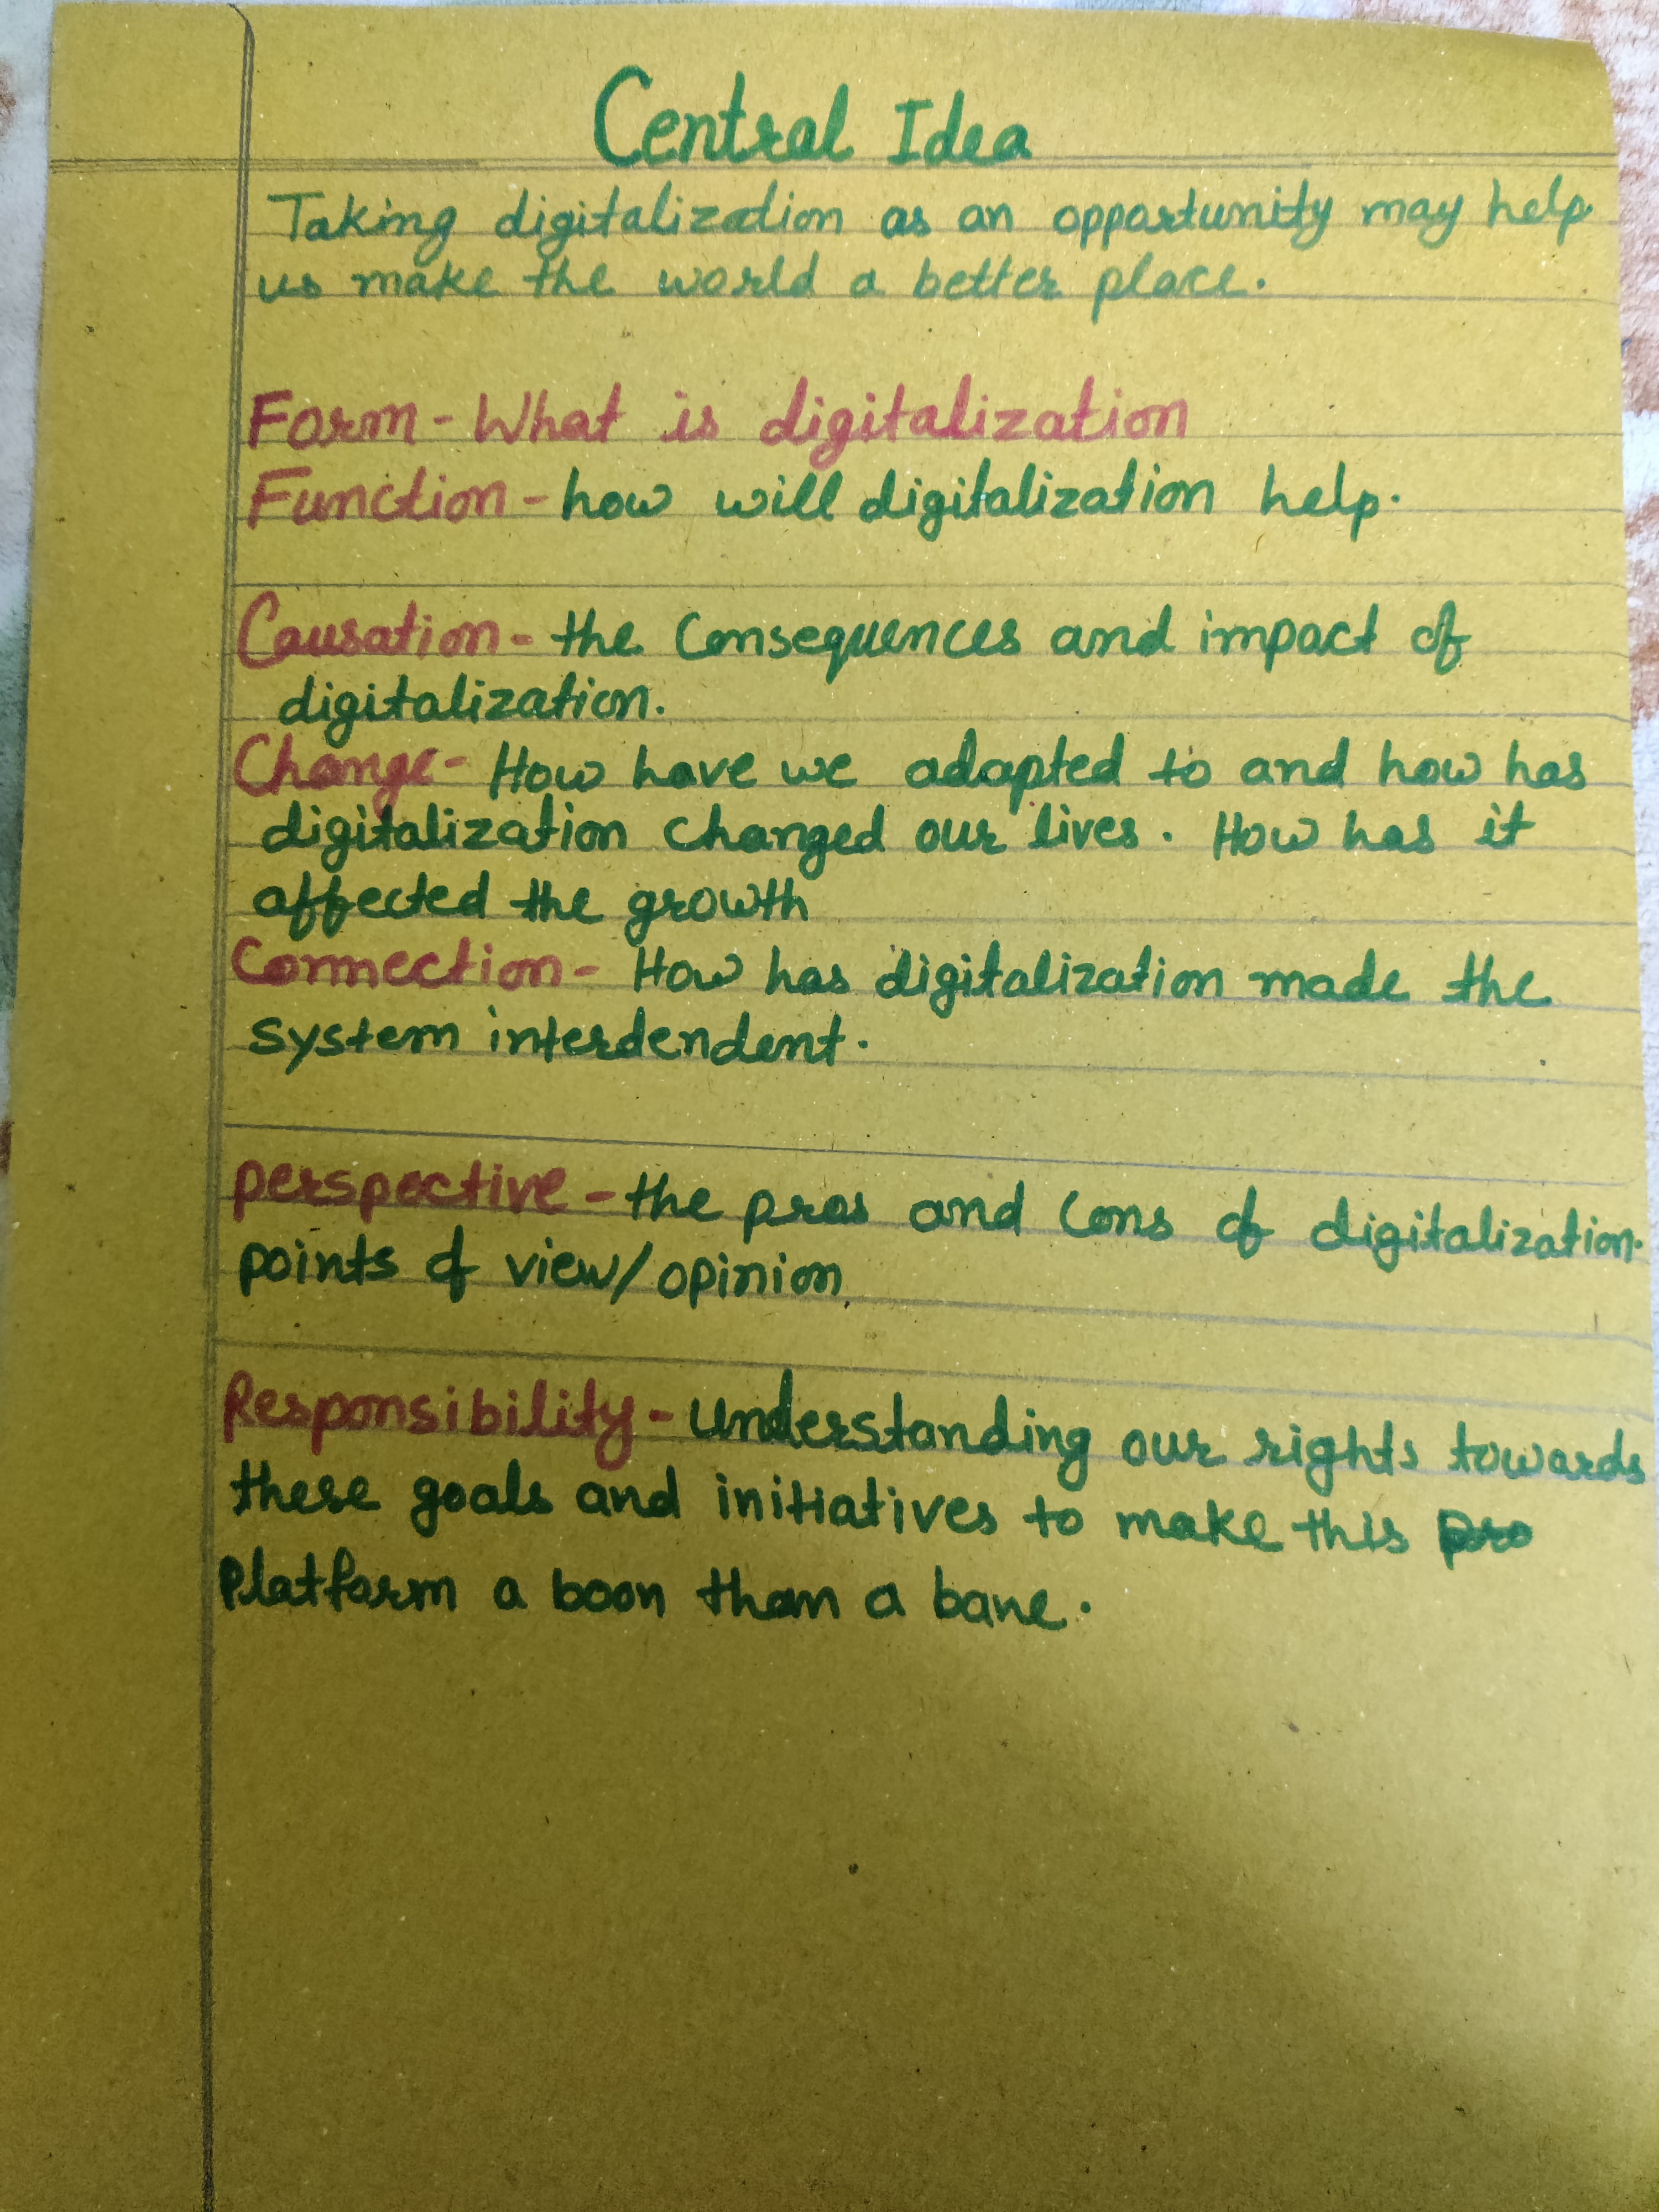 Central Idea
Taking digitalization as an opportunity may help
us make the world a better place.
Form - What is digitalization
Function - how will digitalization help.
Causation - the Consequences and impact of
digitalization.
Change - How have we adapted to and how has
digitalization changed our lives. How has it
affected the growth
Connection - How has digitalization made the
System interdendent.
perspective - the pros and Cons of digitalization.
points of view/opinion.
Responsibility - Understanding our rights towards
these goals and initiatives to make this pro
Platform a boon than a bane.